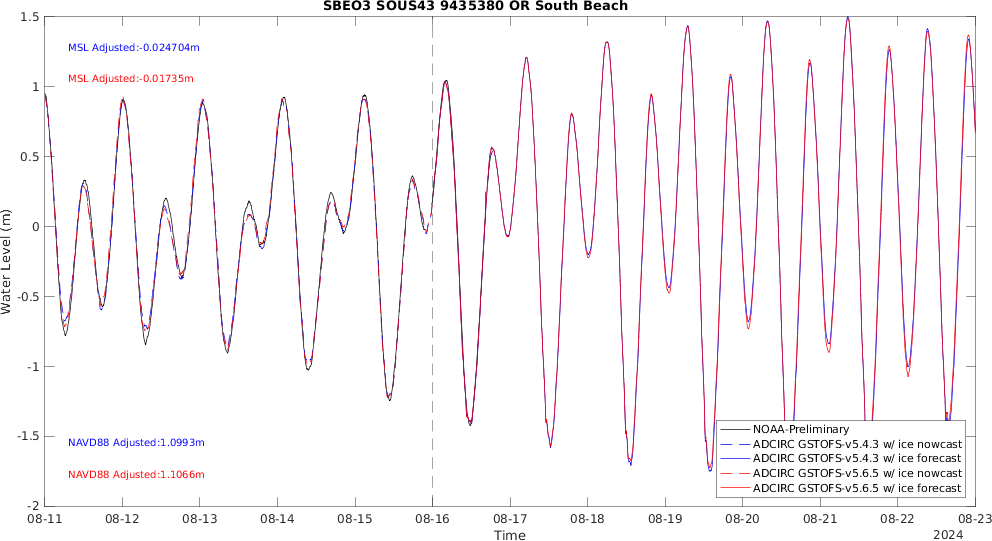 SBEO3 SOUS43 9435380 OR South Beach
1.5
1
0.5
0
-0.5
-1
-1.5
-2
Water Level (m)
MSL Adjusted:-0.024704m
MSL Adjusted:-0.01735m
NAVD88 Adjusted:1.0993m
NAVD88 Adjusted:1.1066m
NOAA-Preliminary
ADCIRC GSTOFS-v5.4.3 w/ ice nowcast
ADCIRC GSTOFS-v5.4.3 w/ ice forecast
ADCIRC GSTOFS-v5.6.5 w/ ice nowcast
ADCIRC GSTOFS-v5.6.5 w/ ice forecast
08-11 08-12 08-13 08-14 08-15 08-16 08-17 08-18 08-19 08-20 08-21 08-22 08-23
Time
2024